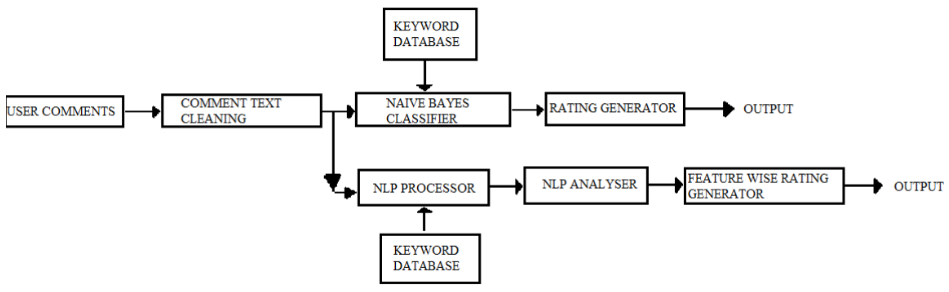 KEYWORD
DATABASE
USER COMMENTS
COMMENT TEXT
CLEANING
NAIVE BAYES
CLASSIFIER
RATING GENERATOR
OUTPUT
NLP PROCESSOR
NLP ANALYSER
FEATURE WISE RATING
GENERATOR
OUTPUT
KEYWORD
DATABASE